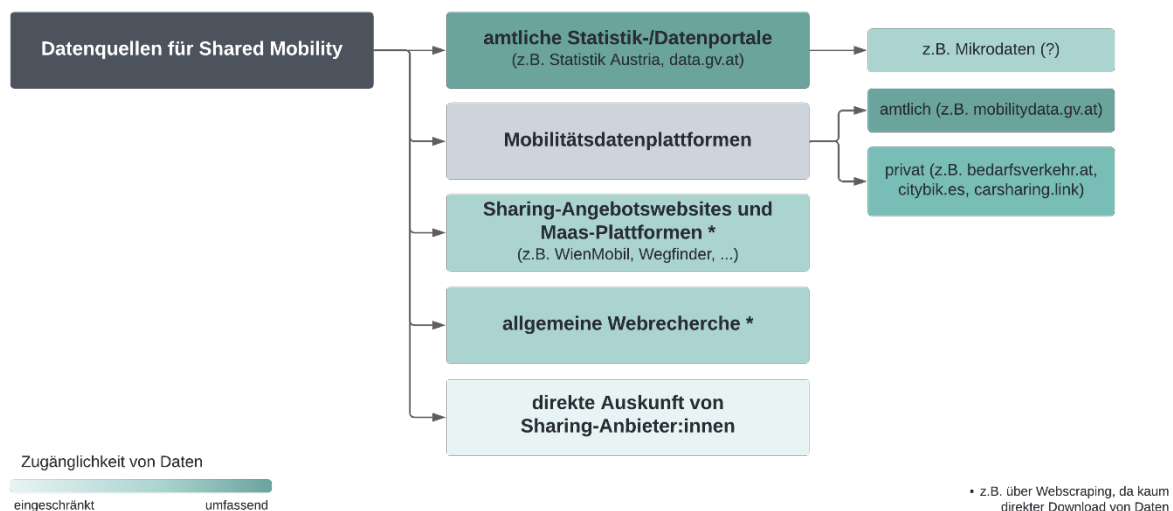 Datenquellen für Shared Mobility
amtliche Statistik-/Datenportale
(z.B. Statistik Austria, data.gv.at)
z.B. Mikrodaten (?)
Mobilitätsdatenplattformen
amtlich (z.B. mobilitydata.gv.at)
privat (z.B. bedarfsverkehr.at,
citybik.es, carsharing.link)
Sharing-Angebotswebsites und
Maas-Plattformen *
(z.B. WienMobil, Wegfinder, ...)
allgemeine Webrecherche *
direkte Auskunft von
Sharing-Anbieter:innen
Zugänglichkeit von Daten
eingeschränkt umfassend
• z.B. über Webscraping, da kaum
direkter Download von Daten